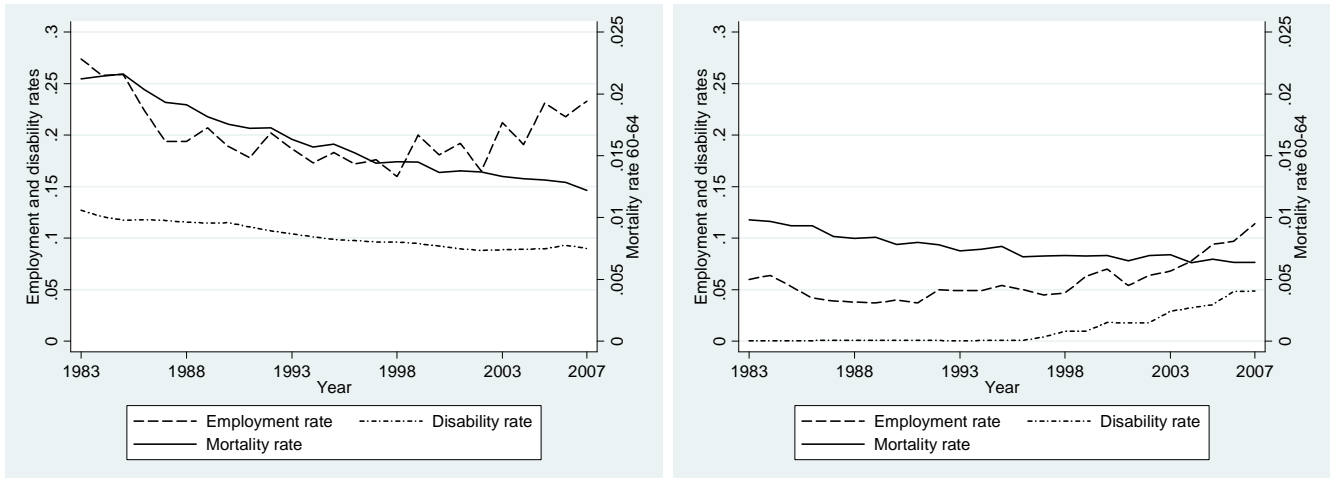 Employment and disability rates
0 .05 .1 .15 .2 .25 .3
Mortality rate 60-64
0 .005 .01 .015 .02 .025
1983 1988 1993 1998 2003 2007
Year
Employment rate Disability rate
Mortality rate
Employment and disability rates
0 .05 .1 .15 .2 .25 .3
Mortality rate 60-64
0 .005 .01 .015 .02 .025
1983 1988 1993 1998 2003 2007
Year
Employment rate Disability rate
Mortality rate